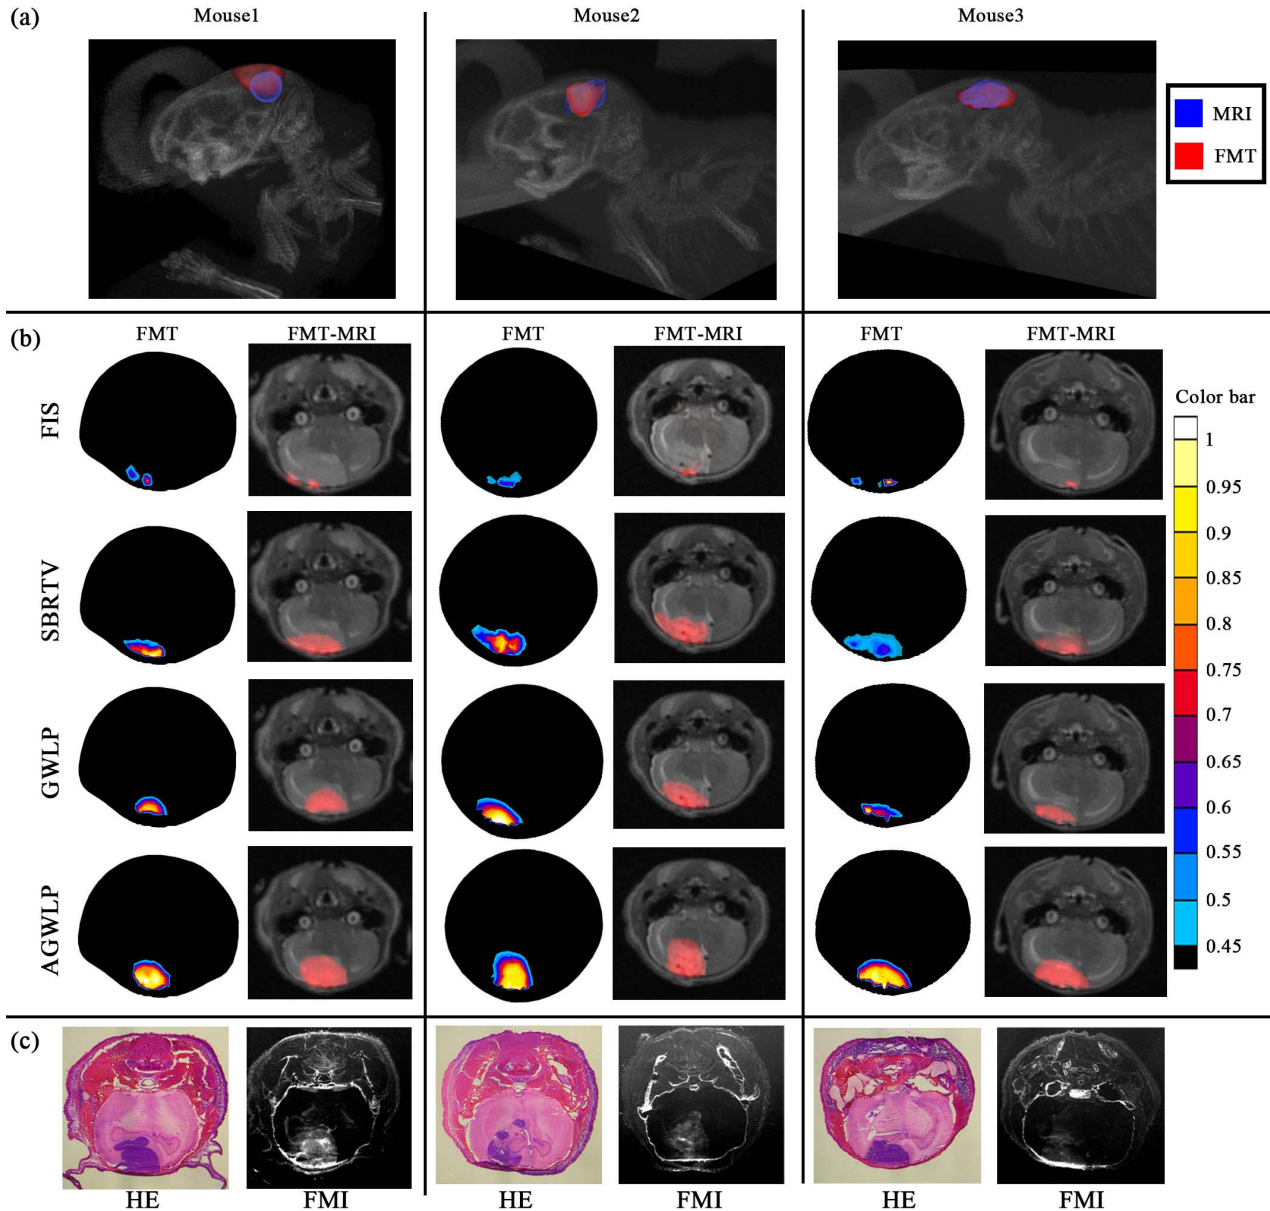 (a)
Mouse1
Mouse2
Mouse3
MRI
FMT
(b)
FMT
FMT-MRI
FMT
FMT-MRI
FMT
FMT-MRI
Color bar
FIS
SBRTV
GWLP
AGWLP
1
0.95
0.9
0.85
0.8
0.75
0.7
0.65
0.6
0.55
0.5
0.45
(c)
HE
FMI
HE
FMI
HE
FMI